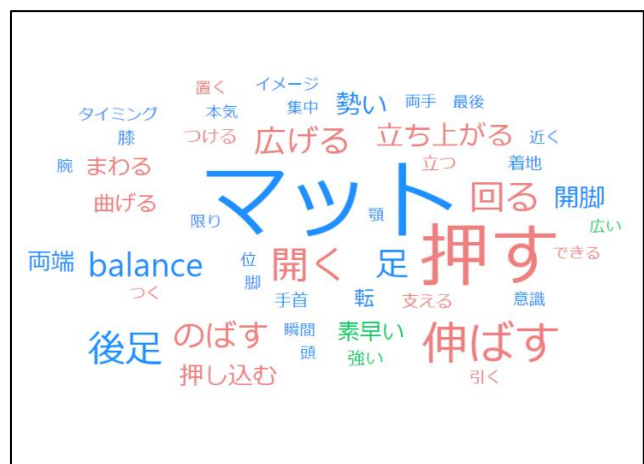 置く イメージ
タイミング 本気 集中 勢い 両手 最後
膝 つける 広げる 立ち上がる 近く
腕 まわる 立つ 着地
曲げる マット 回る 開脚
限り 顎 広い
両端 balance 位 開く 足 押す できる
つく 脚
手首 転 支える 意識
後足 のばす 瞬間 素早い 伸ばす
頭 強い
押し込む 引く